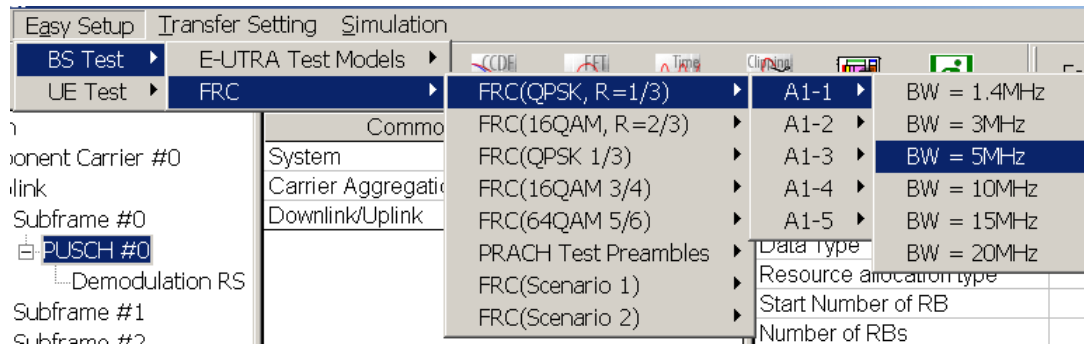 Easy Setup Transfer Setting Simulation
BS Test E-UTRA Test Models
CCDF FFT Time Clipping
UE Test FRC FRC(QPSK, R=1/3) A1-1 BW = 1.4MHz
Commo FRC(16QAM, R=2/3) A1-2 BW = 3MHz
ponent Carrier #0 System FRC(QPSK 1/3) A1-3 BW = 5MHz
plink Carrier Aggregatio FRC(16QAM 3/4) A1-4 BW = 10MHz
Subframe #0 Downlink/Uplink FRC(64QAM 5/6) A1-5 BW = 15MHz
PUSCH #0 PRACH Test Preambles Data Type BW = 20MHz
Demodulation RS FRC(Scenario 1) Resource allocation type
Subframe #1 FRC(Scenario 2) Start Number of RB
Subframe #2 Number of RBs